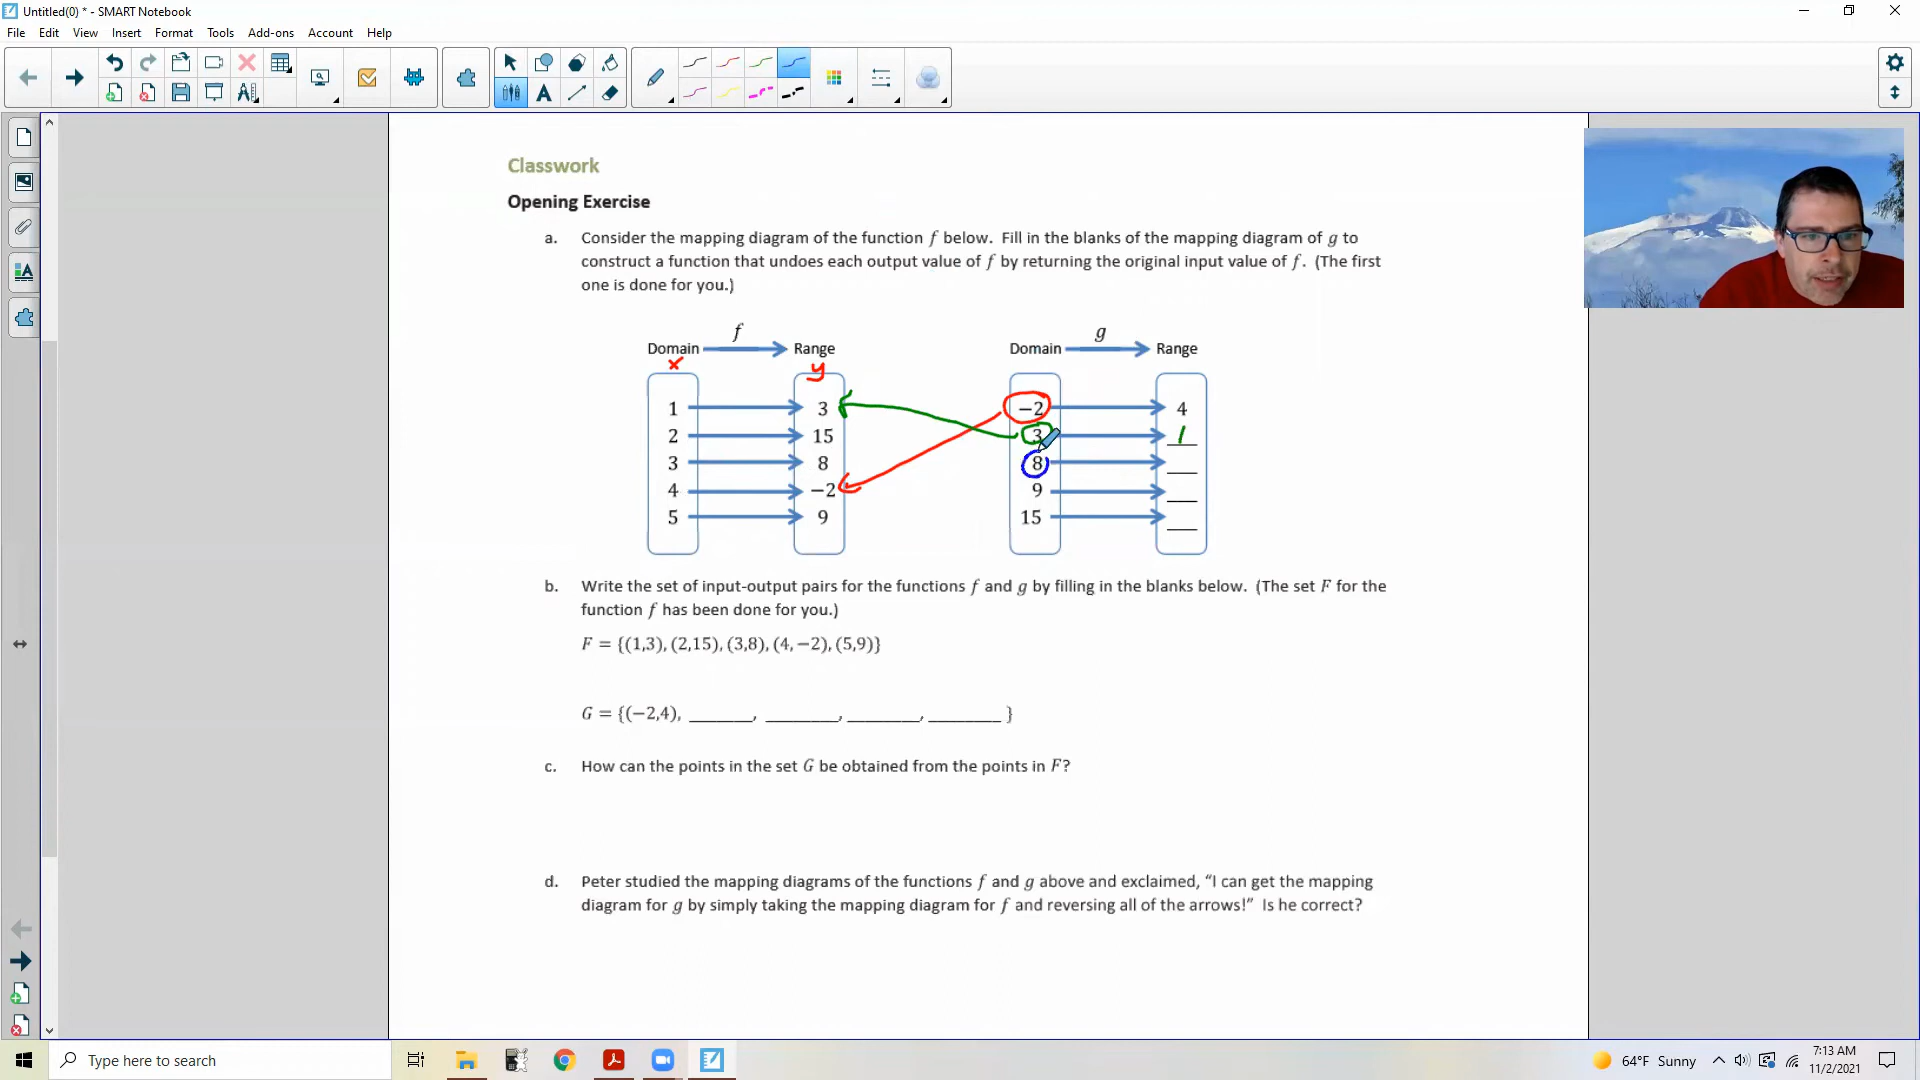 Untitled(0) * - SMART Notebook
File Edit View Insert Format Tools Add-ons Account Help
Classwork
Opening Exercise
a. Consider the mapping diagram of the function f below. Fill in the blanks of the mapping diagram of g to
construct a function that undoes each output value of f by returning the original input value of f. (The first
one is done for you.)
f g
Domain Range Domain Range
x y
1 3 −2 4
2 15 3 1
3 8 8 ___
4 −2 9 ___
5 9 15 ___
b. Write the set of input-output pairs for the functions f and g by filling in the blanks below. (The set F for the
function f has been done for you.)
F = {(1,3), (2,15), (3,8), (4, −2), (5,9)}
G = {(−2,4), _______, ________, ________, ________ }
c. How can the points in the set G be obtained from the points in F?
d. Peter studied the mapping diagrams of the functions f and g above and exclaimed, “I can get the mapping
diagram for g by simply taking the mapping diagram for f and reversing all of the arrows!” Is he correct?
Type here to search
64°F Sunny
7:13 AM
11/2/2021